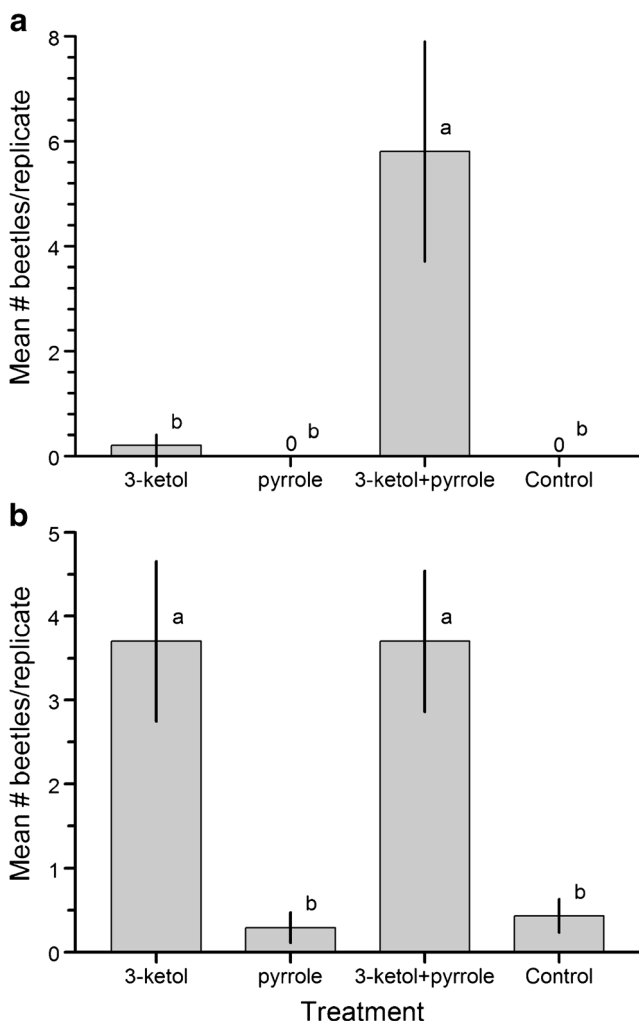 a
Mean # beetles/replicate
8
6
4
2
0
b
0 b
a
0 b
3-ketol pyrrole 3-ketol+pyrrole Control
b
Mean # beetles/replicate
5
4
3
2
1
0
a
b
a
b
3-ketol pyrrole 3-ketol+pyrrole Control
Treatment